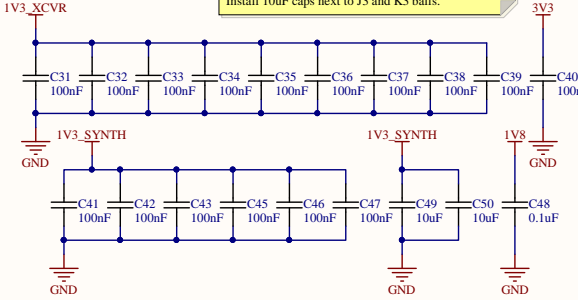 Install 10uF caps next to J3 and K3 balls.
1V3_XCVR
3V3
C31 C32 C33 C34 C35 C36 C37 C38 C39 C40
100nF 100nF 100nF 100nF 100nF 100nF 100nF 100nF 100nF
GND
1V3_SYNTH
1V3_SYNTH
1V8
GND
C41 C42 C43 C45 C46 C47 C49 C50 C48
100nF 100nF 100nF 100nF 100nF 100nF 10uF 10uF 0.1uF
GND
GND
GND